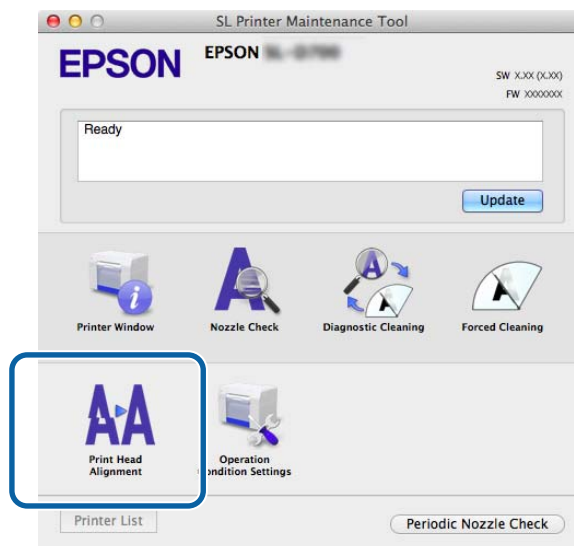 SL Printer Maintenance Tool
EPSON
EPSON
SW X.XX (X.XX)
FW XXXXXXX
Ready
Update
Printer Window
Nozzle Check
Diagnostic Cleaning
Forced Cleaning
Print Head
Alignment
Operation
Condition Settings
Printer List
Periodic Nozzle Check